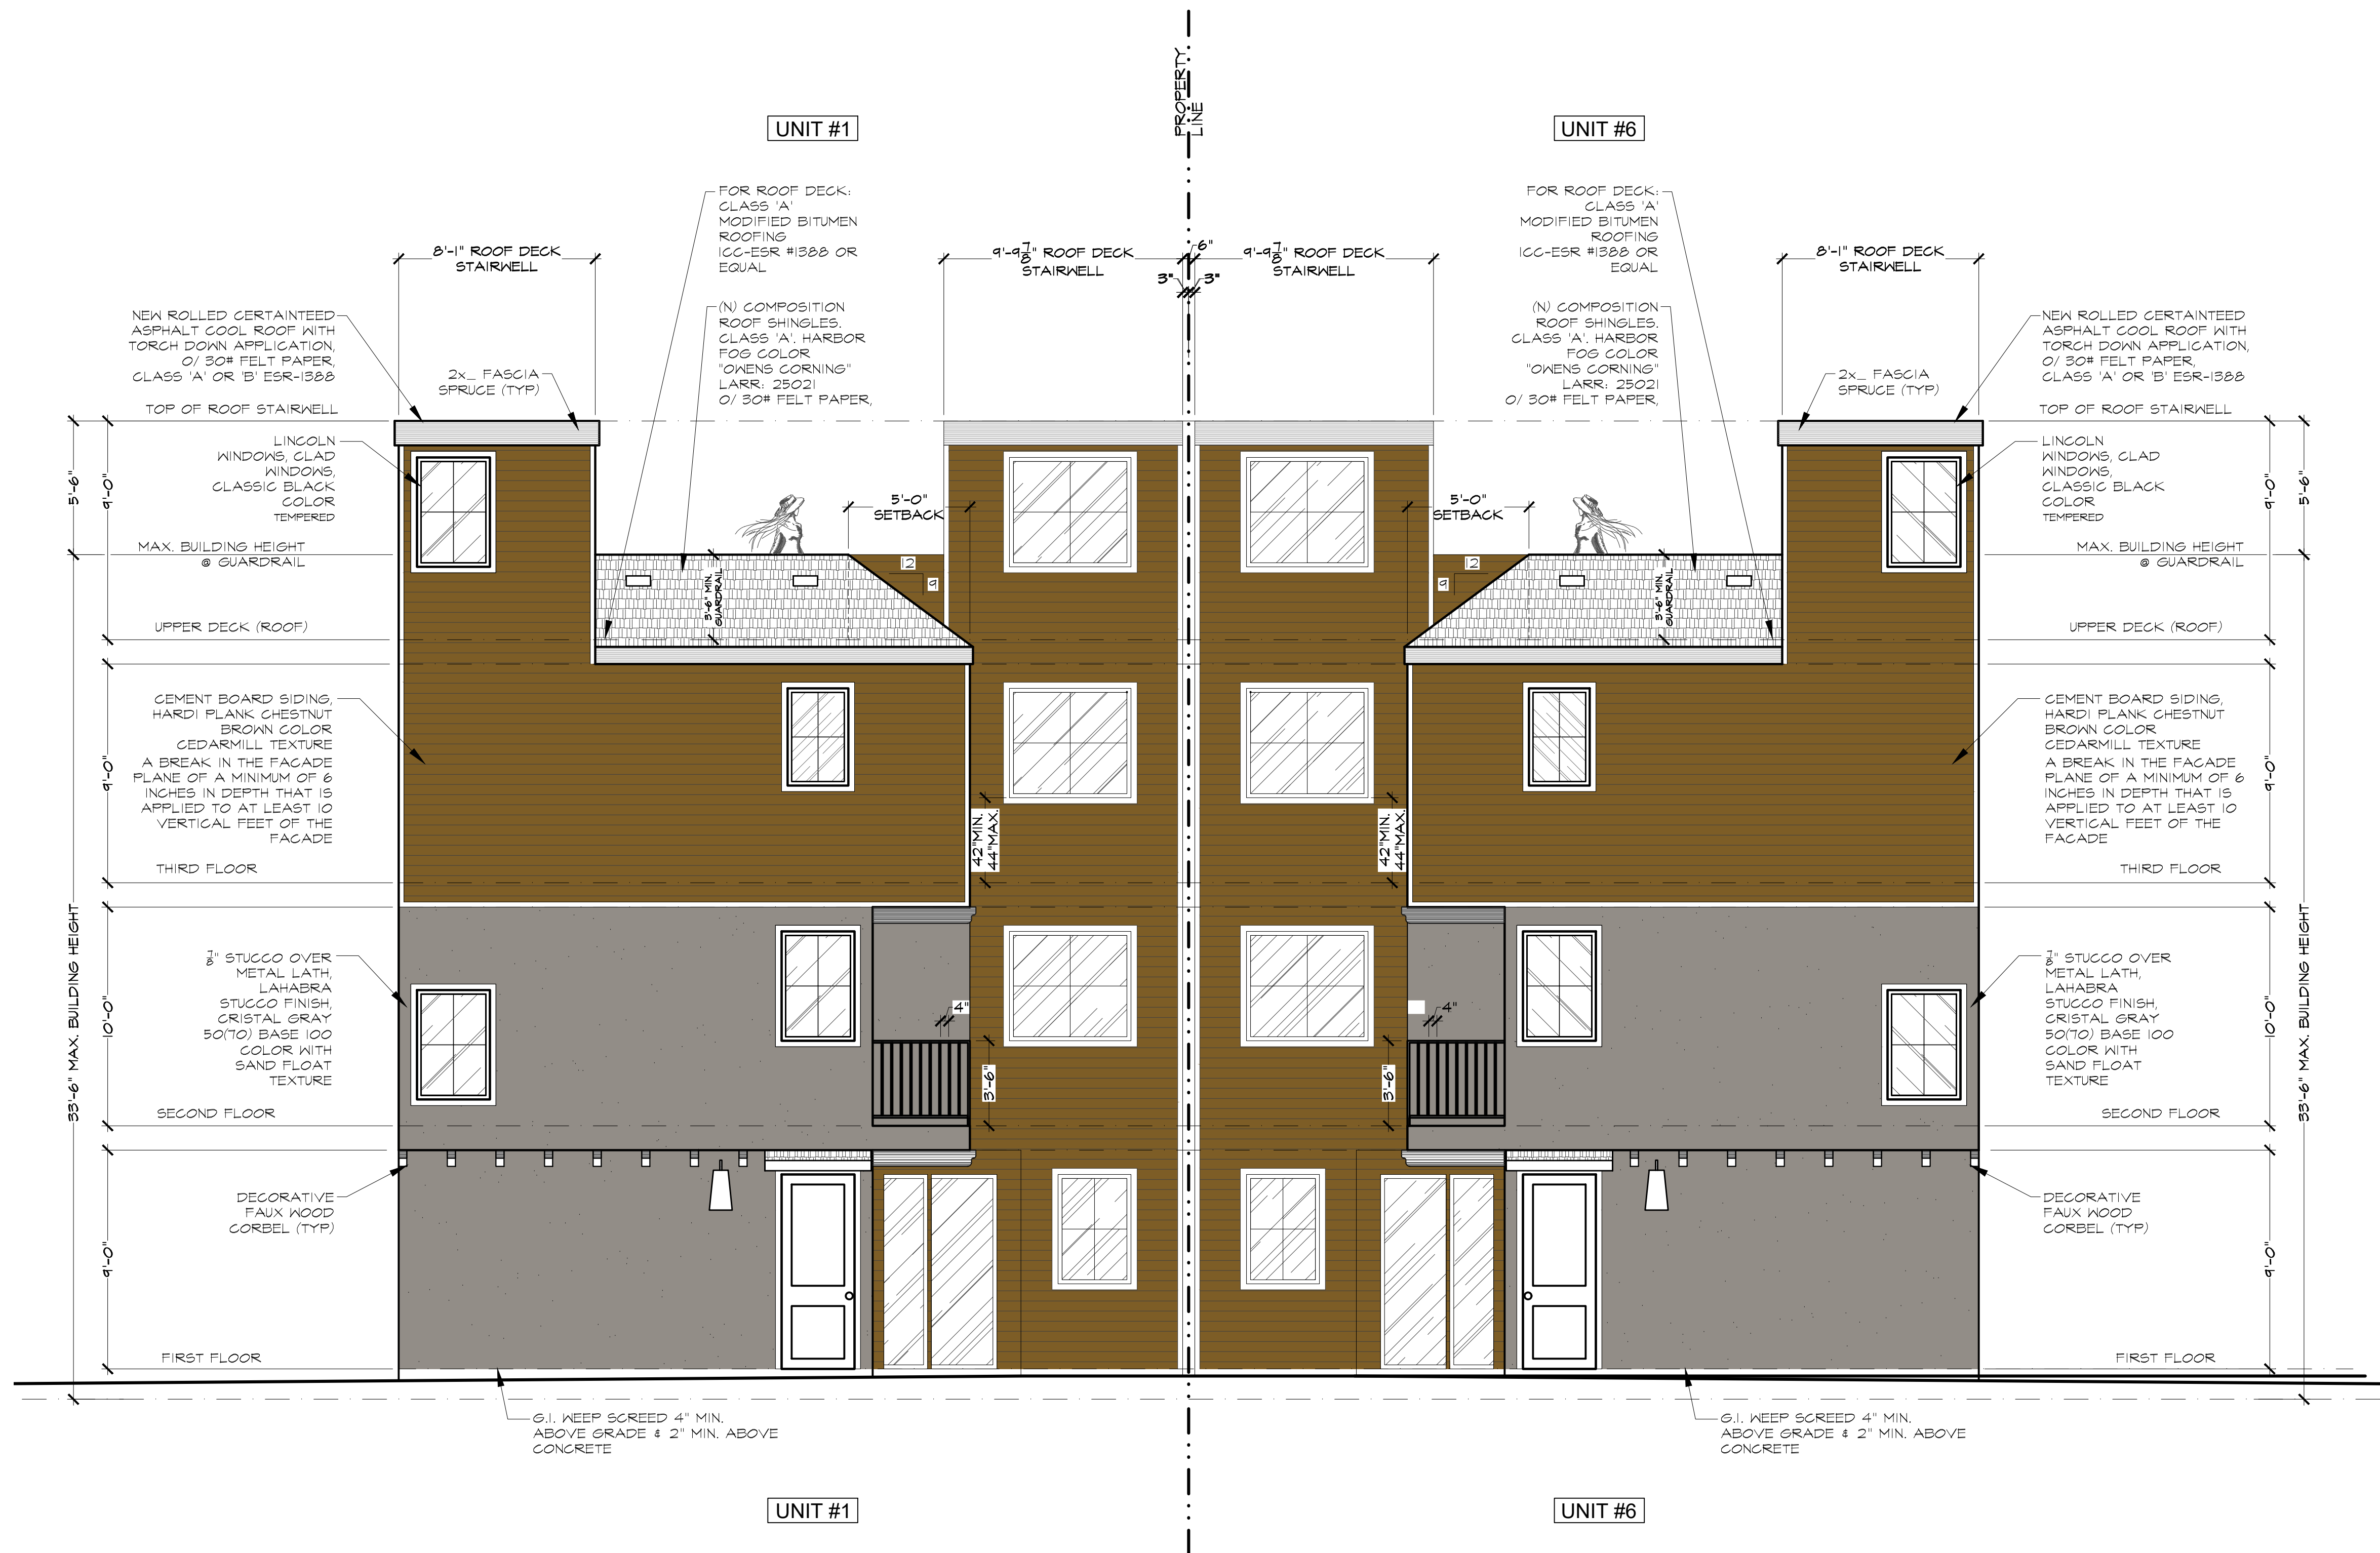 PROPERTY
LINE
UNIT #1
UNIT #6
FOR ROOF DECK:
CLASS 'A'
MODIFIED BITUMEN
ROOFING
ICC-ESR #1388 OR
EQUAL
FOR ROOF DECK:
CLASS 'A'
MODIFIED BITUMEN
ROOFING
ICC-ESR #1388 OR
EQUAL
8'-1" ROOF DECK
STAIRWELL
9'-9 7/8" ROOF DECK
STAIRWELL
6"
3"
3"
9'-9 7/8" ROOF DECK
STAIRWELL
8'-1" ROOF DECK
STAIRWELL
NEW ROLLED CERTAINTEED
ASPHALT COOL ROOF WITH
TORCH DOWN APPLICATION,
O/ 30# FELT PAPER,
CLASS 'A' OR 'B' ESR-1388
2x_ FASCIA
SPRUCE (TYP)
(N) COMPOSITION
ROOF SHINGLES.
CLASS 'A'. HARBOR
FOG COLOR
"OWENS CORNING"
LARR: 25021
O/ 30# FELT PAPER,
(N) COMPOSITION
ROOF SHINGLES.
CLASS 'A'. HARBOR
FOG COLOR
"OWENS CORNING"
LARR: 25021
O/ 30# FELT PAPER,
2x_ FASCIA
SPRUCE (TYP)
NEW ROLLED CERTAINTEED
ASPHALT COOL ROOF WITH
TORCH DOWN APPLICATION,
O/ 30# FELT PAPER,
CLASS 'A' OR 'B' ESR-1388
TOP OF ROOF STAIRWELL
TOP OF ROOF STAIRWELL
LINCOLN
WINDOWS, CLAD
WINDOWS,
CLASSIC BLACK
COLOR
TEMPERED
LINCOLN
WINDOWS, CLAD
WINDOWS,
CLASSIC BLACK
COLOR
TEMPERED
5'-6"
9'-0"
5'-0"
SETBACK
5'-0"
SETBACK
9'-0"
5'-6"
MAX. BUILDING HEIGHT
@ GUARDRAIL
MAX. BUILDING HEIGHT
@ GUARDRAIL
3'-6" MIN.
GUARDRAIL
12
9
12
9
3'-6" MIN.
GUARDRAIL
UPPER DECK (ROOF)
UPPER DECK (ROOF)
CEMENT BOARD SIDING,
HARDI PLANK CHESTNUT
BROWN COLOR
CEDARMILL TEXTURE
A BREAK IN THE FACADE
PLANE OF A MINIMUM OF 6
INCHES IN DEPTH THAT IS
APPLIED TO AT LEAST 10
VERTICAL FEET OF THE
FACADE
CEMENT BOARD SIDING,
HARDI PLANK CHESTNUT
BROWN COLOR
CEDARMILL TEXTURE
A BREAK IN THE FACADE
PLANE OF A MINIMUM OF 6
INCHES IN DEPTH THAT IS
APPLIED TO AT LEAST 10
VERTICAL FEET OF THE
FACADE
9'-0"
42"MIN.
44"MAX.
42"MIN.
44"MAX.
9'-0"
THIRD FLOOR
THIRD FLOOR
33'-6" MAX. BUILDING HEIGHT
33'-6" MAX. BUILDING HEIGHT
7/8" STUCCO OVER
METAL LATH,
LAHABRA
STUCCO FINISH,
CRISTAL GRAY
50(70) BASE 100
COLOR WITH
SAND FLOAT
TEXTURE
7/8" STUCCO OVER
METAL LATH,
LAHABRA
STUCCO FINISH,
CRISTAL GRAY
50(70) BASE 100
COLOR WITH
SAND FLOAT
TEXTURE
10'-0"
4"
3'-6"
4"
3'-6"
10'-0"
SECOND FLOOR
SECOND FLOOR
DECORATIVE
FAUX WOOD
CORBEL (TYP)
DECORATIVE
FAUX WOOD
CORBEL (TYP)
9'-0"
9'-0"
FIRST FLOOR
FIRST FLOOR
G.I. WEEP SCREED 4" MIN.
ABOVE GRADE & 2" MIN. ABOVE
CONCRETE
G.I. WEEP SCREED 4" MIN.
ABOVE GRADE & 2" MIN. ABOVE
CONCRETE
UNIT #1
UNIT #6